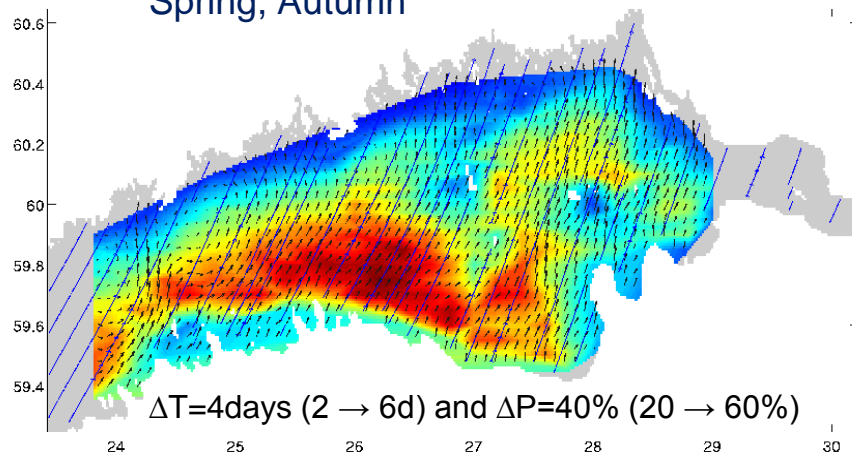 Spring, Autumn
60.6
60.4
60.2
60
59.8
59.6
59.4
ΔT=4days (2 → 6d) and ΔP=40% (20 → 60%)
24 25 26 27 28 29 30